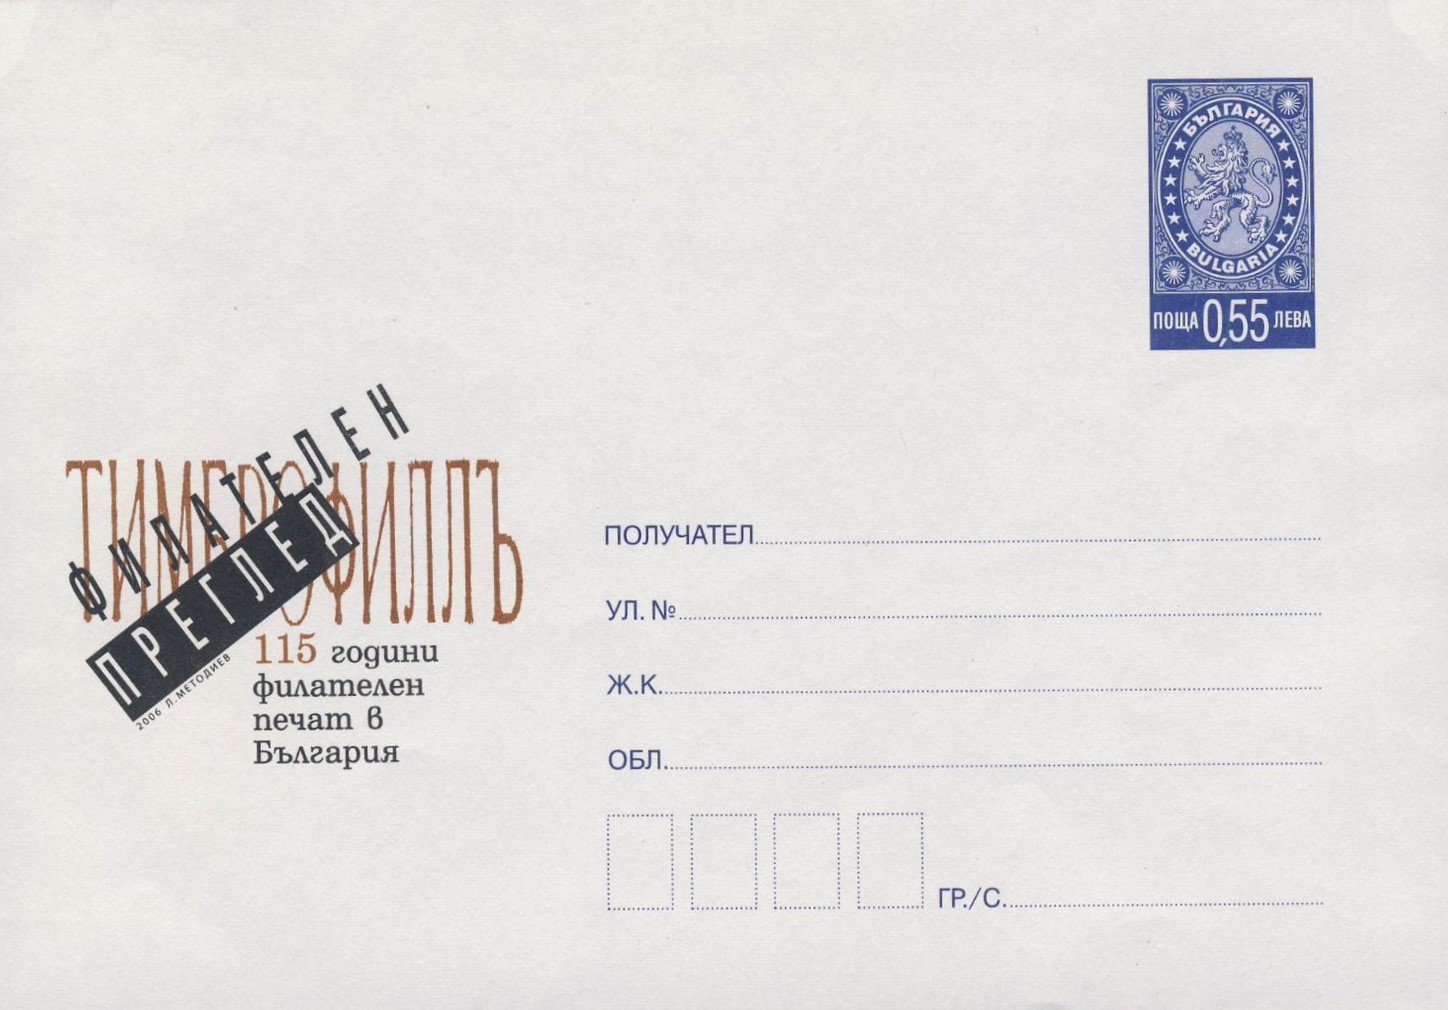 БЪЛГАРИЯ
BULGARIA
ПОЩА 0,55 ЛЕВА
ФИЛАТЕЛЕН
ТИМБРОФИЛЛЪ
ПРЕГЛЕД
2006 Л.МЕТОДИЕВ
115 години
филателен
печат в
България
ПОЛУЧАТЕЛ
УЛ. №
Ж.К.
ОБЛ.
ГР./С.